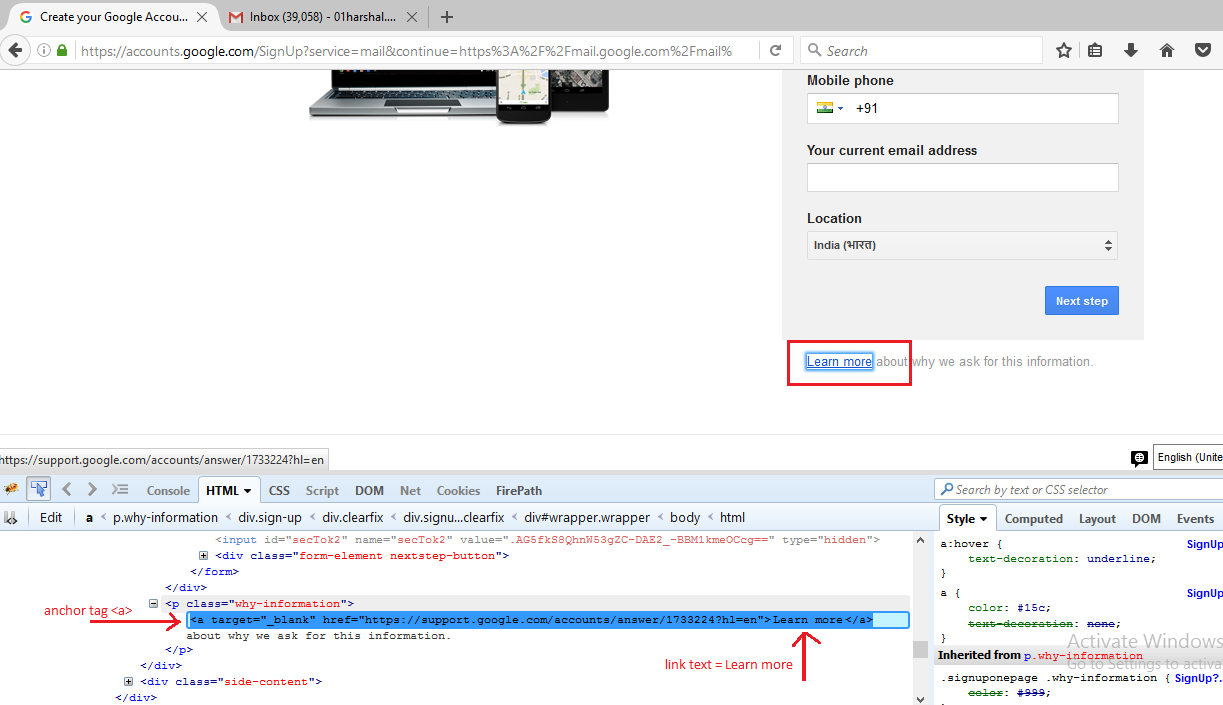 Create your Google Accou...
Inbox (39,058) - 01harshal....
https://accounts.google.com/SignUp?service=mail&continue=https%3A%2F%2Fmail.google.com%2Fmail%
Search
Mobile phone
+91
Your current email address
Location
India (भारत)
Next step
Learn more about why we ask for this information.
https://support.google.com/accounts/answer/1733224?hl=en
English (Unite
Console HTML CSS Script DOM Net Cookies FirePath
Search by text or CSS selector
Edit a < p.why-information < div.sign-up < div.clearfix < div.signu...clearfix < div#wrapper.wrapper < body < html
Style Computed Layout DOM Events
<input id="secTok2" name="secTok2" value=".AG5fkS8QhnW53gZC-DAE2_-BBM1kmeOCcg==" type="hidden">
<div class="form-element nextstep-button">
</form>
</div>
<p class="why-information">
anchor tag <a>
<a target="_blank" href="https://support.google.com/accounts/answer/1733224?hl=en">Learn more</a>
about why we ask for this information.
</p>
link text = Learn more
</div>
<div class="side-content">
</div>
a:hover { SignUp
text-decoration: underline;
}
a { SignUp
color: #15c;
text-decoration: none;
}
Activate Windows
Inherited from p.why-information
Go to Settings to activa
.signuponepage .why-information { SignUp?.
color: #999;